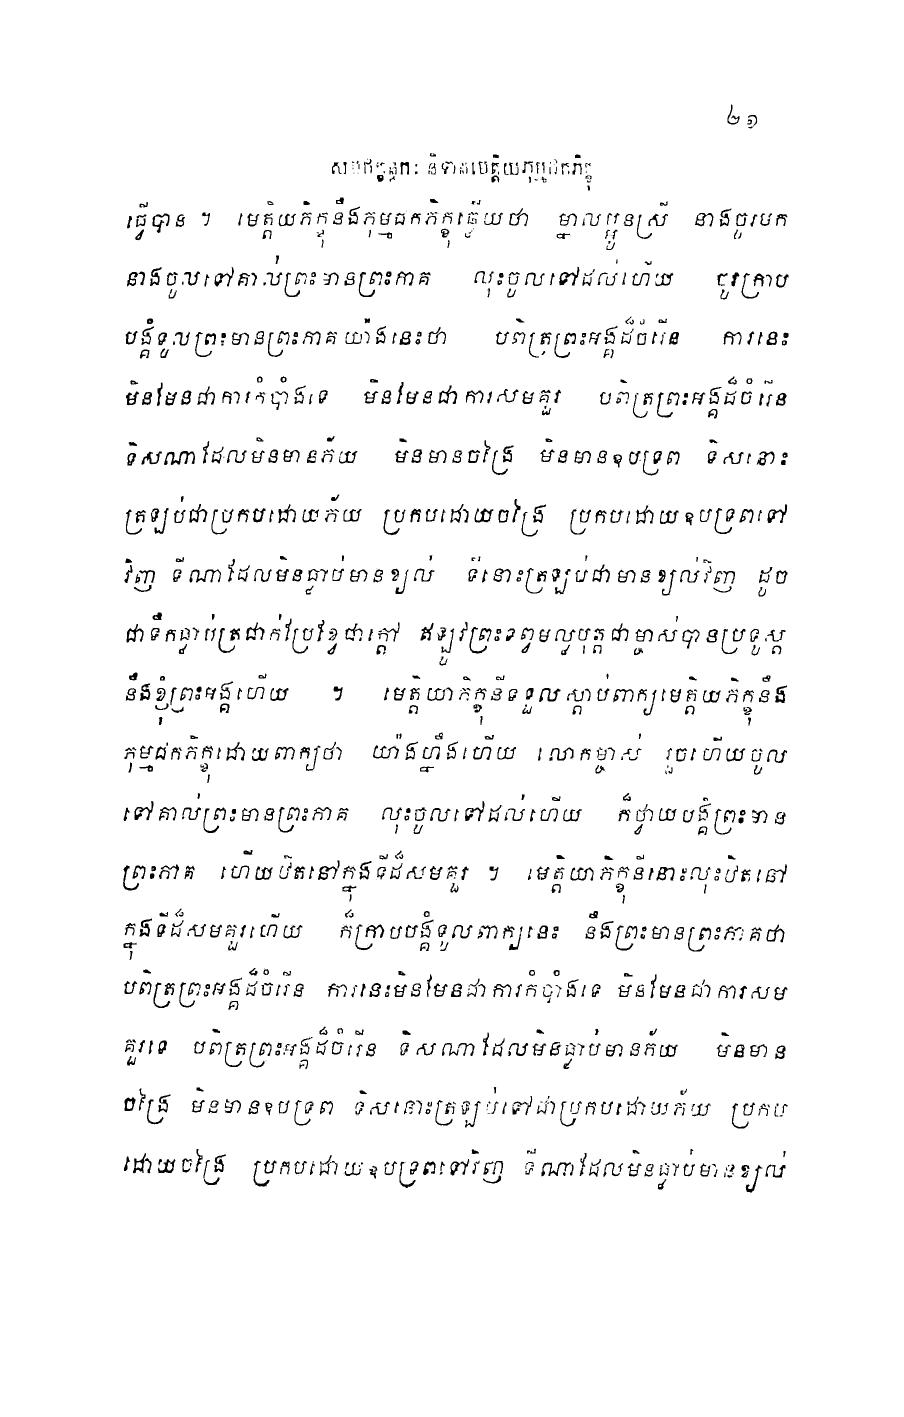 ២១
សមថក្ខន្ធកៈ និទានមេត្តិយភុម្មជកភិក្ខុ
ធ្វើបាន ។ មេត្តិយភិក្ខុនឹងភុម្មជកភិក្ខុឆ្លើយថា ម្នាលប្អូនស្រី នាងចូរមក
នាងចូលទៅគាល់ព្រះមានព្រះភាគ លុះចូលទៅដល់ហើយ ចូរក្រាប
បង្គំទូលព្រះមានព្រះភាគយ៉ាងនេះថា បពិត្រព្រះអង្គដ៏ចំរើន ការនេះ
មិនមែនជាការកំបាំងទេ មិនមែនជាការសមគួរ បពិត្រព្រះអង្គដ៏ចំរើន
ទិសណាដែលមិនមានភ័យ មិនមានចង្រៃ មិនមានឧបទ្រព ទិសនោះ
ត្រឡប់ជាប្រកបដោយភ័យ ប្រកបដោយចង្រៃ ប្រកបដោយឧបទ្រពទៅ
វិញ ទីណាដែលមិនធ្លាប់មានខ្យល់ ទីនោះត្រឡប់ជាមានខ្យល់វិញ ដូច
ជាទឹកធ្លាប់ត្រជាក់ប្រែខ្វៃជាក្តៅ ឥឡូវព្រះទព្វមល្លបុត្តជាម្ចាស់បានប្រទូស្ត
នឹងខ្ញុំព្រះអង្គហើយ ។ មេត្តិយាភិក្ខុនីទទួលស្តាប់ពាក្យមេត្តិយភិក្ខុនឹង
ភុម្មជកភិក្ខុដោយពាក្យថា យ៉ាងហ្នឹងហើយ លោកម្ចាស់ រួចហើយចូល
ទៅគាល់ព្រះមានព្រះភាគ លុះចូលទៅដល់ហើយ ក៏ថ្វាយបង្គំព្រះមាន
ព្រះភាគ ហើយឋិតនៅក្នុងទីដ៏សមគួរ ។ មេត្តិយាភិក្ខុនីនោះលុះឋិតនៅ
ក្នុងទីដ៏សមគួរហើយ ក៏ក្រាបបង្គំទូលពាក្យនេះ នឹងព្រះមានព្រះភាគថា
បពិត្រព្រះអង្គដ៏ចំរើន ការនេះមិនមែនជាការកំបាំងទេ មិនមែនជាការសម
គួរទេ បពិត្រព្រះអង្គដ៏ចំរើន ទិសណាដែលមិនធ្លាប់មានភ័យ មិនមាន
ចង្រៃ មិនមានឧបទ្រព ទិសនោះត្រឡប់ទៅជាប្រកបដោយភ័យ ប្រកប
ដោយចង្រៃ ប្រកបដោយឧបទ្រពទៅវិញ ទីណាដែលមិនធ្លាប់មានខ្យល់